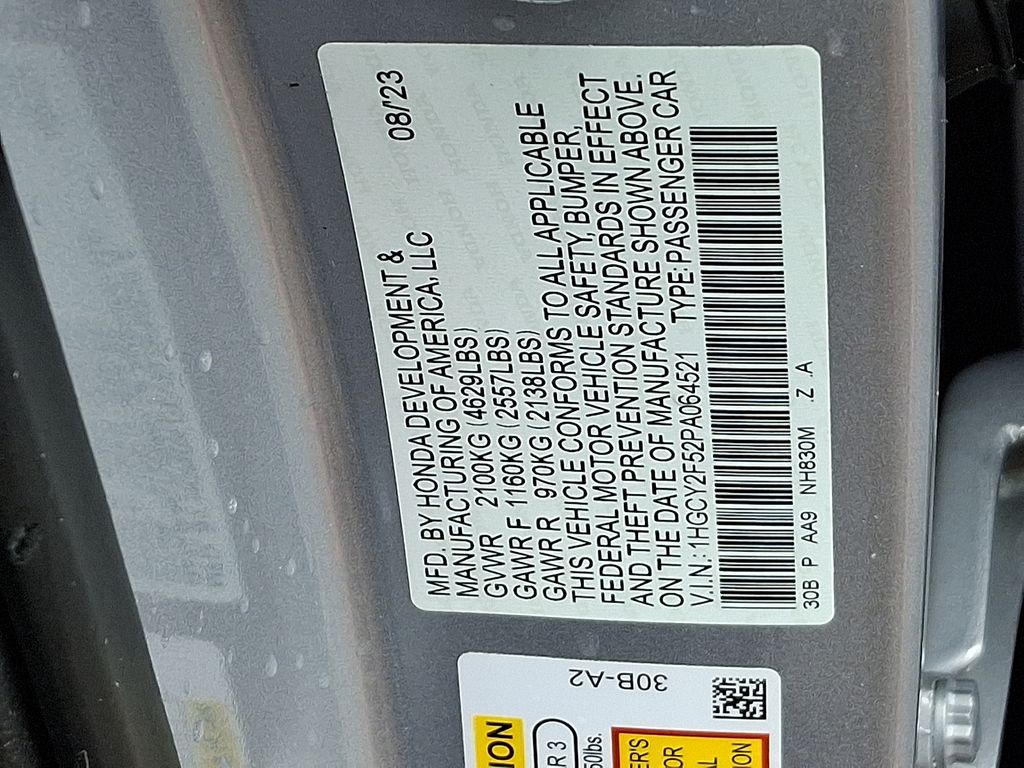 MFD. BY HONDA DEVELOPMENT & 08/'23
MANUFACTURING OF AMERICA, LLC
GVWR 2100KG (4629LBS)
GAWR F 1160KG (2557LBS)
GAWR R 970KG (2138LBS)
THIS VEHICLE CONFORMS TO ALL APPLICABLE
FEDERAL MOTOR VEHICLE SAFETY, BUMPER,
AND THEFT PREVENTION STANDARDS IN EFFECT
ON THE DATE OF MANUFACTURE SHOWN ABOVE.
V.I.N.: 1HGCY2F52PA064521 TYPE: PASSENGER CAR
30B P AA9 NH830M .Z .A
30B-A2
R 3
50lbs.